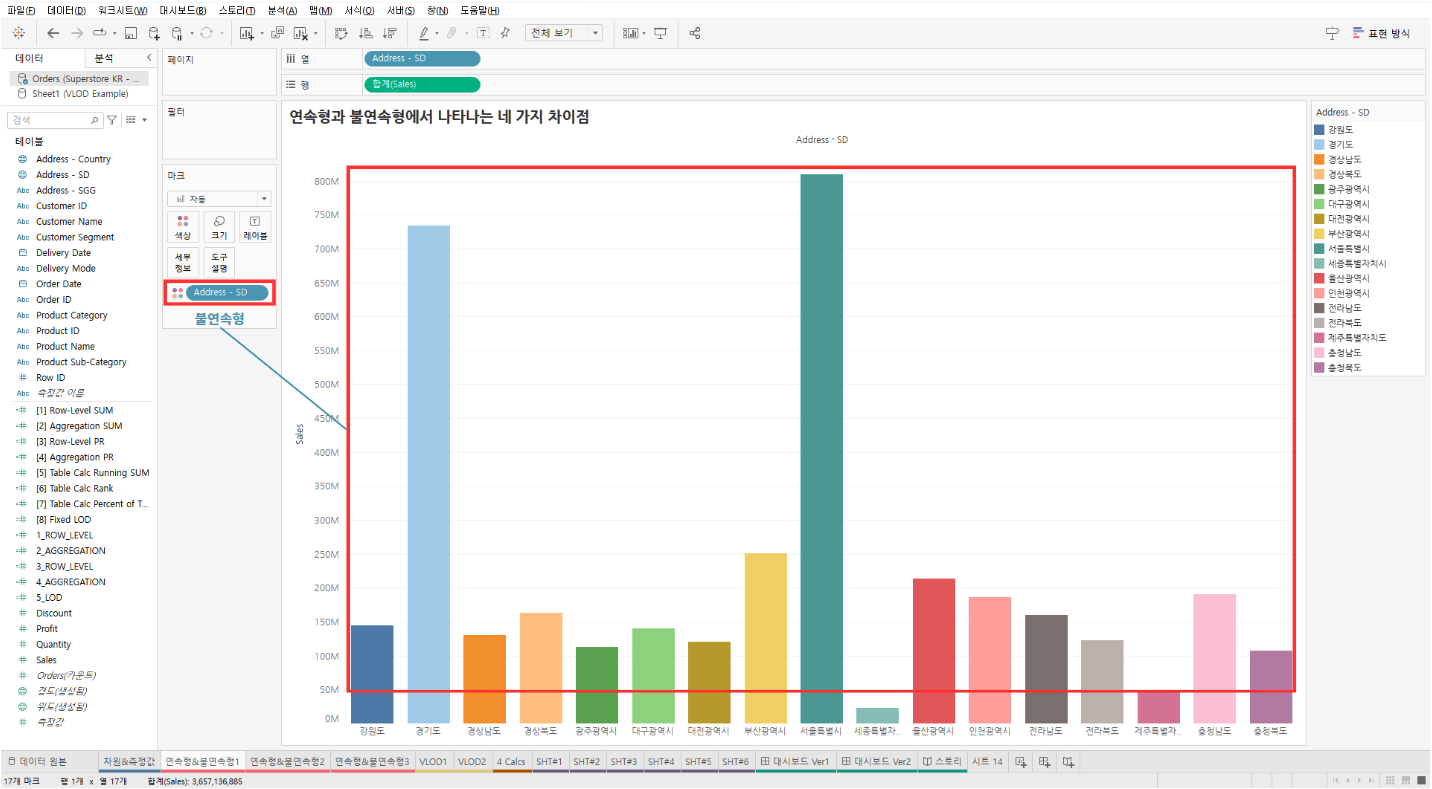 파일(F) 데이터(D) 워크시트(W) 대시보드(B) 스토리(T) 분석(A) 맵(M) 서식(O) 서버(S) 창(N) 도움말(H)
전체 보기
표현 방식
데이터
분석
Orders (Superstore KR - ...
Sheet1 (VLOD Example)
검색
테이블
Address - Country
Address - SD
Abc Address - SGG
Abc Customer ID
Abc Customer Name
Abc Customer Segment
Delivery Date
Abc Delivery Mode
Order Date
Abc Order ID
Abc Product Category
Abc Product ID
Abc Product Name
Abc Product Sub-Category
Row ID
Abc 측정값 이름
[1] Row-Level SUM
[2] Aggregation SUM
[3] Row-Level PR
[4] Aggregation PR
[5] Table Calc Running SUM
[6] Table Calc Rank
[7] Table Calc Percent of T...
[8] Fixed LOD
1_ROW_LEVEL
2_AGGREGATION
3_ROW_LEVEL
4_AGGREGATION
5_LOD
Discount
Profit
Quantity
Sales
Orders(카운트)
경도(생성됨)
위도(생성됨)
측정값
페이지
필터
마크
자동
색상
크기
레이블
세부 정보
도구 설명
Address - SD
불연속형
열
Address - SD
행
합계(Sales)
연속형과 불연속형에서 나타나는 네 가지 차이점
Address - SD
Sales
800M
750M
700M
650M
600M
550M
500M
450M
400M
350M
300M
250M
200M
150M
100M
50M
0M
강원도 경기도 경상남도 경상북도 광주광역시 대구광역시 대전광역시 부산광역시 서울특별시 세종특별자.. 울산광역시 인천광역시 전라남도 전라북도 제주특별자.. 충청남도 충청북도
Address - SD
강원도
경기도
경상남도
경상북도
광주광역시
대구광역시
대전광역시
부산광역시
서울특별시
세종특별자치시
울산광역시
인천광역시
전라남도
전라북도
제주특별자치도
충청남도
충청북도
데이터 원본 차원&측정값 연속형&불연속형1 연속형&불연속형2 연속형&불연속형3 VLOD1 VLOD2 4 Calcs SHT#1 SHT#2 SHT#3 SHT#4 SHT#5 SHT#6 대시보드 Ver1 대시보드 Ver2 스토리 시트 14
17개 마크 행 1개 x 열 17개 합계(Sales): 3,657,136,885